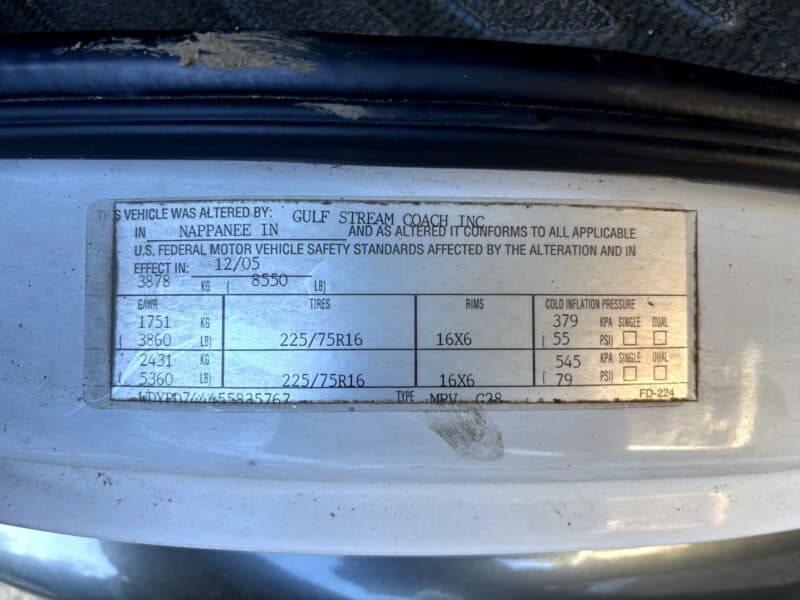 THIS VEHICLE WAS ALTERED BY: GULF STREAM COACH INC
IN NAPPANEE IN AND AS ALTERED IT CONFORMS TO ALL APPLICABLE
U.S. FEDERAL MOTOR VEHICLE SAFETY STANDARDS AFFECTED BY THE ALTERATION AND IN
EFFECT IN: 12/05
3878 KG ( 8550 LB)
GAWR TIRES RIMS COLD INFLATION PRESSURE
1751 KG 379 KPA SINGLE DUAL
( 3860 LB) 225/75R16 16X6 ( 55 PSI)
2431 KG 545 KPA SINGLE DUAL
( 5360 LB) 225/75R16 16X6 ( 79 PSI)
TYPE MPV C28 FD-224